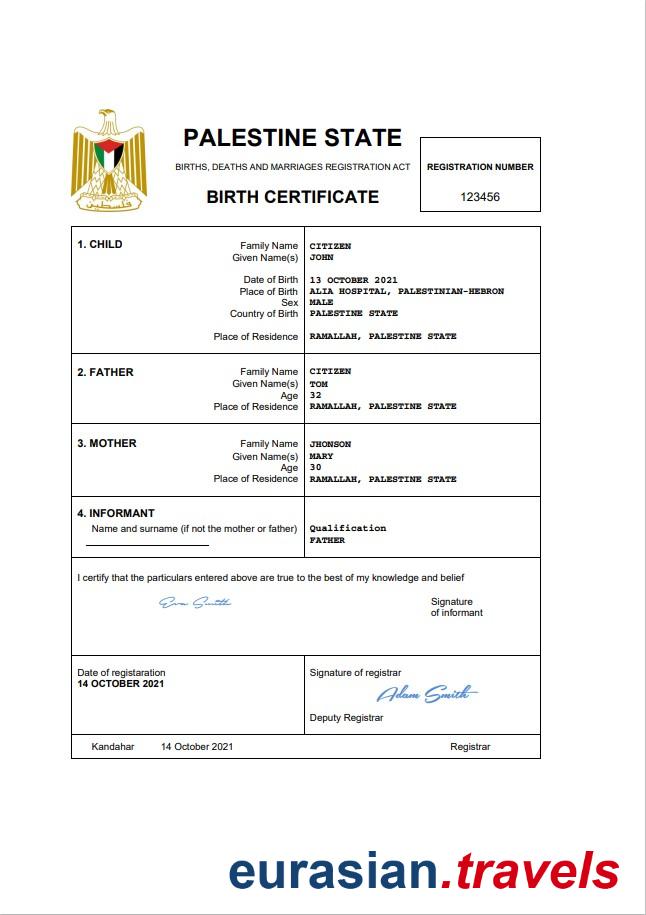 PALESTINE STATE
BIRTHS, DEATHS AND MARRIAGES REGISTRATION ACT
BIRTH CERTIFICATE
REGISTRATION NUMBER
123456
فلسطين
1. CHILD
Family Name CITIZEN
Given Name(s) JOHN
Date of Birth 13 OCTOBER 2021
Place of Birth ALIA HOSPITAL, PALESTINIAN-HEBRON
Sex MALE
Country of Birth PALESTINE STATE
Place of Residence RAMALLAH, PALESTINE STATE
2. FATHER
Family Name CITIZEN
Given Name(s) TOM
Age 32
Place of Residence RAMALLAH, PALESTINE STATE
3. MOTHER
Family Name JHONSON
Given Name(s) MARY
Age 30
Place of Residence RAMALLAH, PALESTINE STATE
4. INFORMANT
Name and surname (if not the mother or father) Qualification
FATHER
I certify that the particulars entered above are true to the best of my knowledge and belief
Eva Smith Signature
of informant
Date of registaration
14 OCTOBER 2021
Signature of registrar
Adam Smith
Deputy Registrar
Kandahar 14 October 2021 Registrar
eurasian.travels